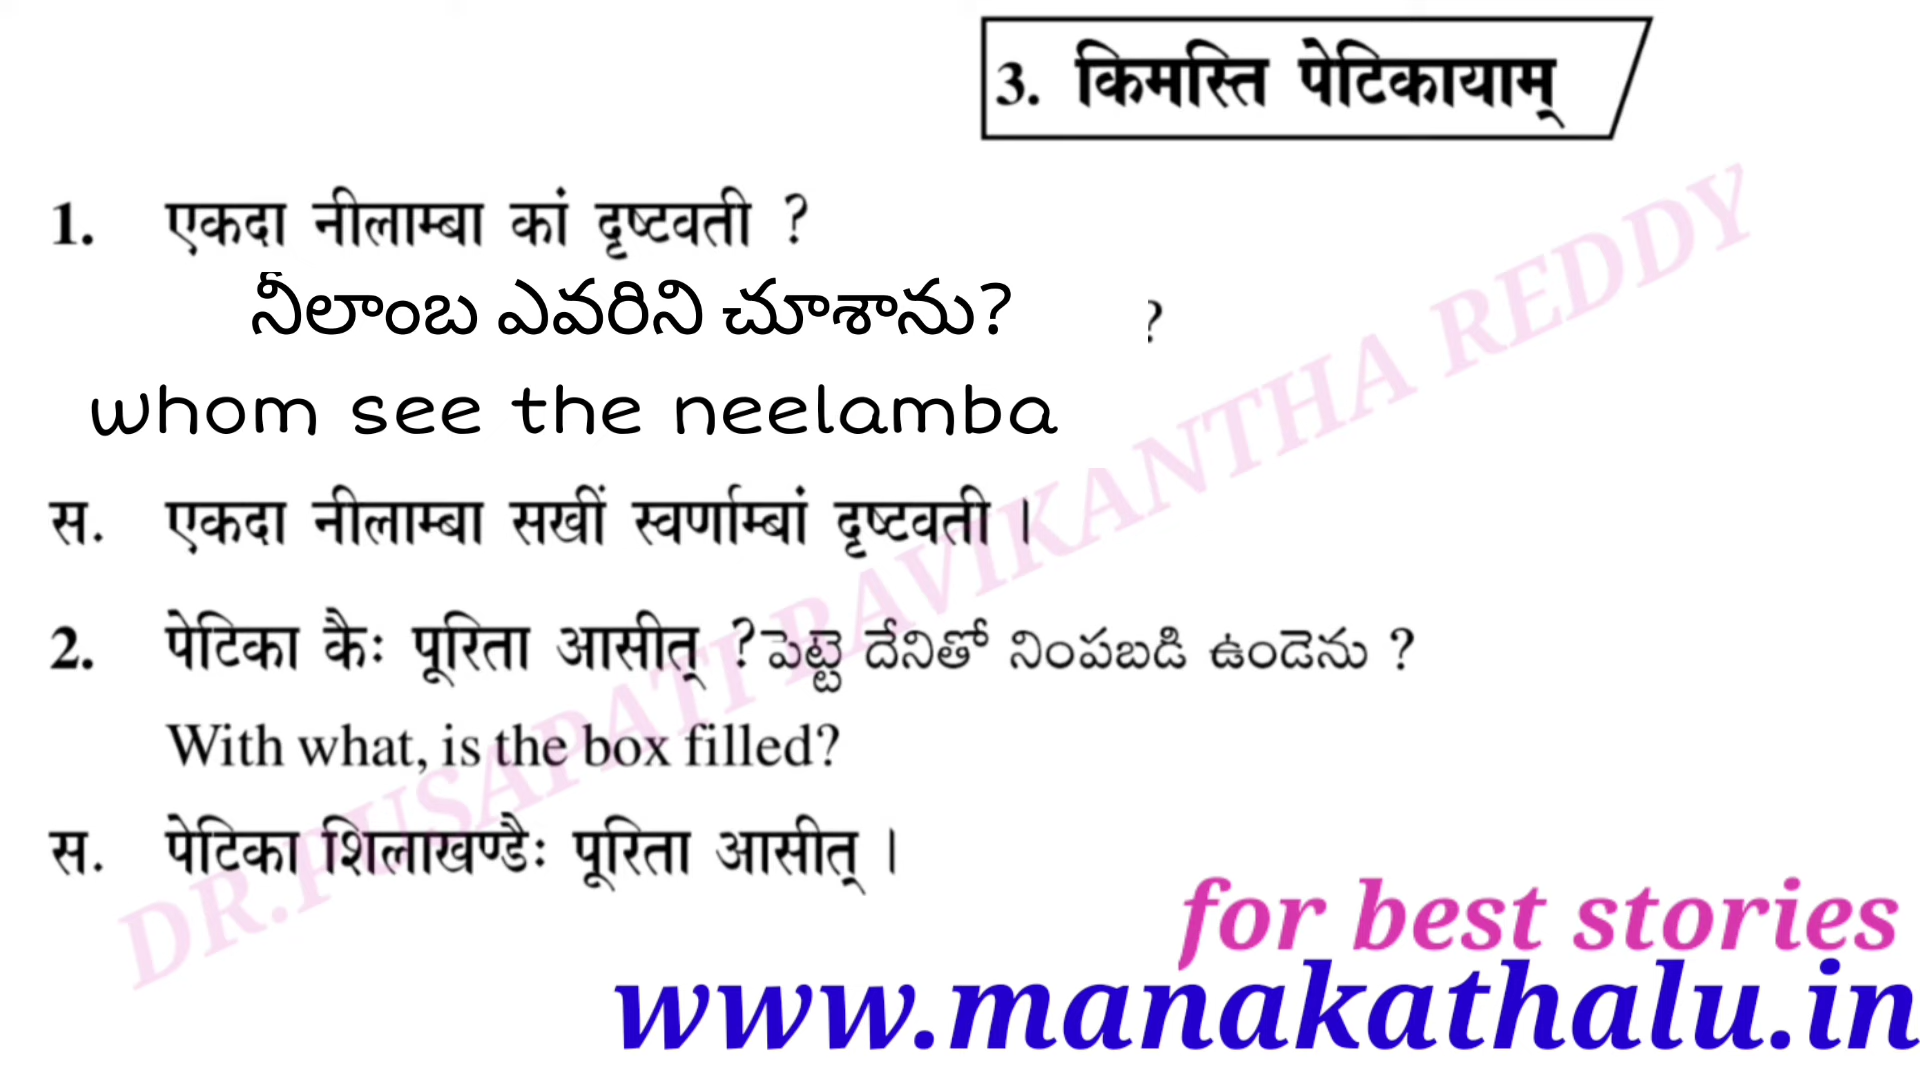 3. किमस्ति पेटिकायाम्
1. एकदा नीलाम्बा कां दृष्टवती ?
నీలాంబ ఎవరిని చూశాను? ?
whom see the neelamba
स. एकदा नीलाम्बा सखीं स्वर्णाम्बां दृष्टवती ।
2. पेटिका कैः पूरिता आसीत् ? పెట్టె దేనితో నింపబడి ఉండెను ?
With what, is the box filled?
स. पेटिका शिलाखण्डैः पूरिता आसीत् ।
DR.PUSAPATI RAVIKANTHA REDDY
for best stories
www.manakathalu.in